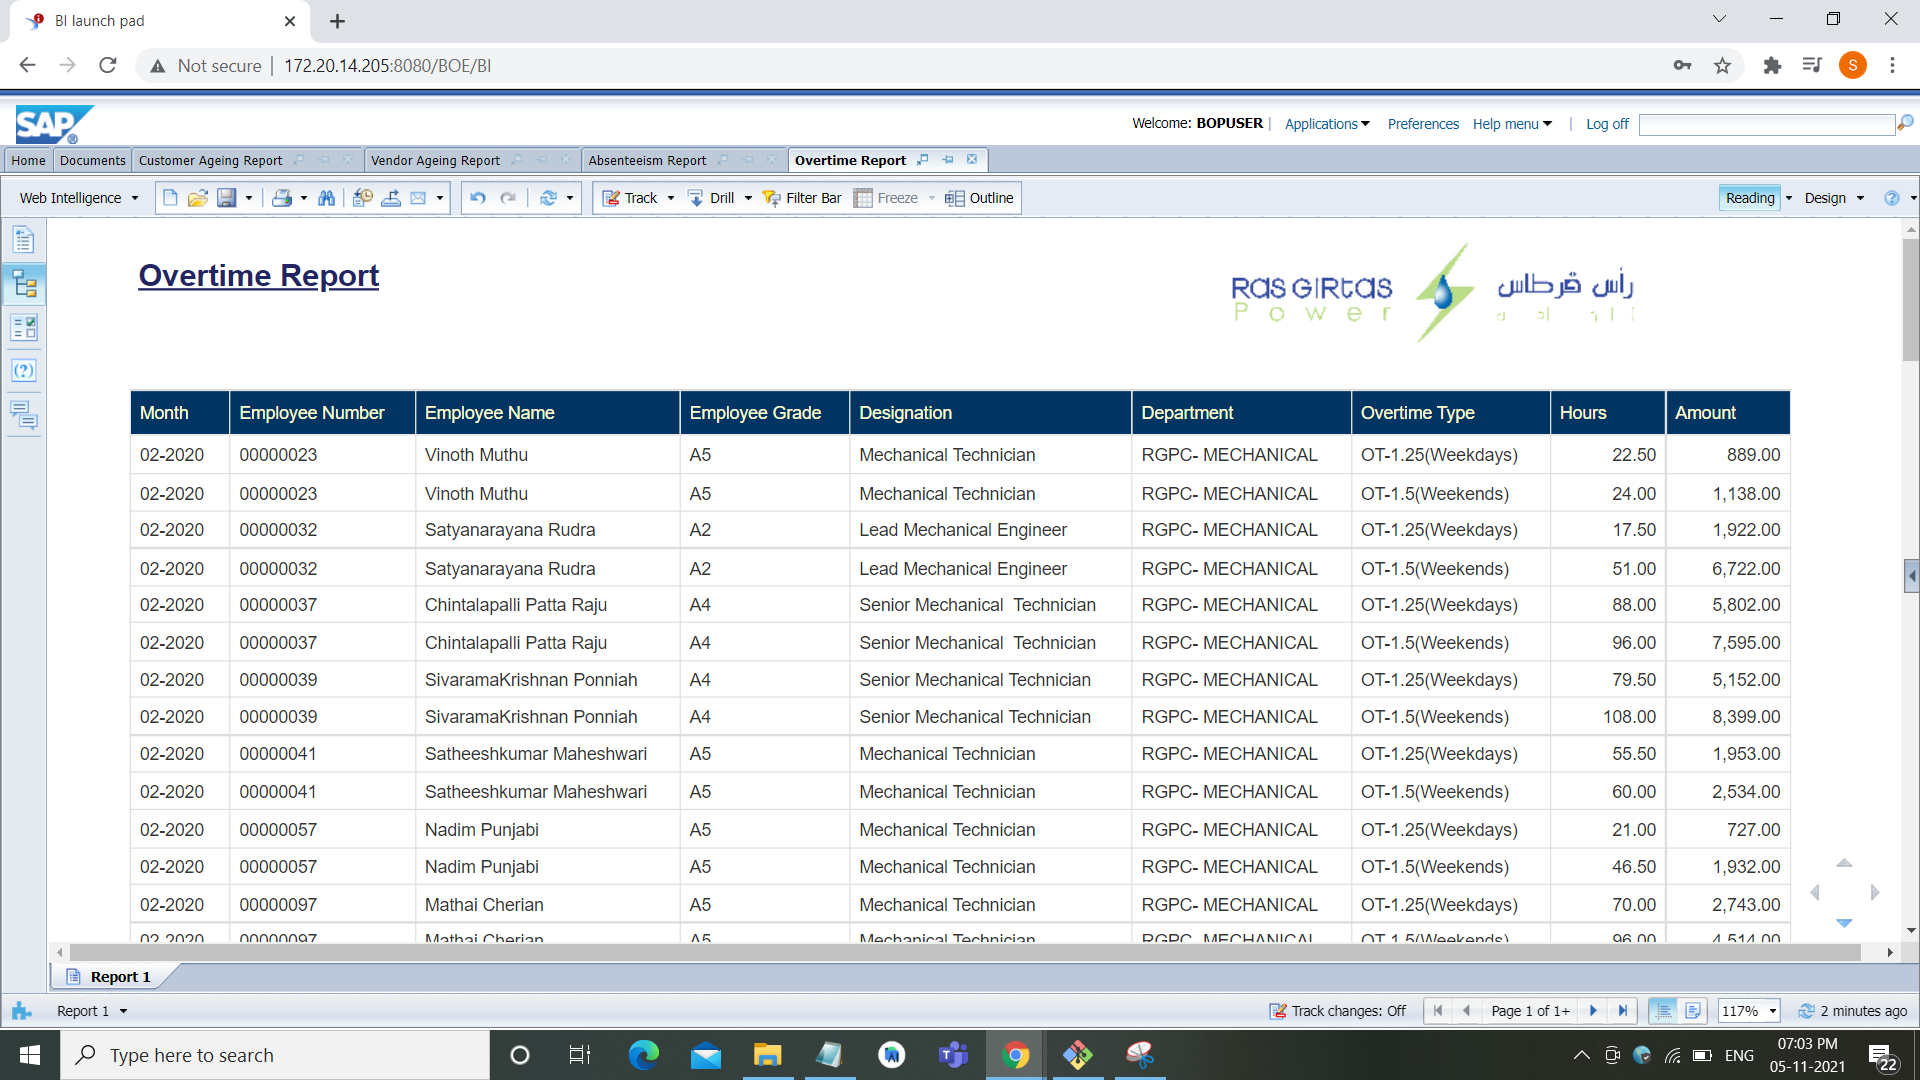 BI launch pad
Not secure 172.20.14.205:8080/BOE/BI
S
SAP
Welcome: BOPUSER | Applications Preferences Help menu | Log off
Home Documents Customer Ageing Report Vendor Ageing Report Absenteeism Report Overtime Report
Web Intelligence Track Drill Filter Bar Freeze Outline Reading Design
Overtime Report
Ras Girtas رأس قرطاس
Power
Month Employee Number Employee Name Employee Grade Designation Department Overtime Type Hours Amount
02-2020 00000023 Vinoth Muthu A5 Mechanical Technician RGPC- MECHANICAL OT-1.25(Weekdays) 22.50 889.00
02-2020 00000023 Vinoth Muthu A5 Mechanical Technician RGPC- MECHANICAL OT-1.5(Weekends) 24.00 1,138.00
02-2020 00000032 Satyanarayana Rudra A2 Lead Mechanical Engineer RGPC- MECHANICAL OT-1.25(Weekdays) 17.50 1,922.00
02-2020 00000032 Satyanarayana Rudra A2 Lead Mechanical Engineer RGPC- MECHANICAL OT-1.5(Weekends) 51.00 6,722.00
02-2020 00000037 Chintalapalli Patta Raju A4 Senior Mechanical  Technician RGPC- MECHANICAL OT-1.25(Weekdays) 88.00 5,802.00
02-2020 00000037 Chintalapalli Patta Raju A4 Senior Mechanical  Technician RGPC- MECHANICAL OT-1.5(Weekends) 96.00 7,595.00
02-2020 00000039 SivaramaKrishnan Ponniah A4 Senior Mechanical Technician RGPC- MECHANICAL OT-1.25(Weekdays) 79.50 5,152.00
02-2020 00000039 SivaramaKrishnan Ponniah A4 Senior Mechanical Technician RGPC- MECHANICAL OT-1.5(Weekends) 108.00 8,399.00
02-2020 00000041 Satheeshkumar Maheshwari A5 Mechanical Technician RGPC- MECHANICAL OT-1.25(Weekdays) 55.50 1,953.00
02-2020 00000041 Satheeshkumar Maheshwari A5 Mechanical Technician RGPC- MECHANICAL OT-1.5(Weekends) 60.00 2,534.00
02-2020 00000057 Nadim Punjabi A5 Mechanical Technician RGPC- MECHANICAL OT-1.25(Weekdays) 21.00 727.00
02-2020 00000057 Nadim Punjabi A5 Mechanical Technician RGPC- MECHANICAL OT-1.5(Weekends) 46.50 1,932.00
02-2020 00000097 Mathai Cherian A5 Mechanical Technician RGPC- MECHANICAL OT-1.25(Weekdays) 70.00 2,743.00
02-2020 00000097 Mathai Cherian A5 Mechanical Technician RGPC- MECHANICAL OT-1.5(Weekends) 96.00 4,514.00
Report 1
Report 1 Track changes: Off Page 1 of 1+ 117% 2 minutes ago
Type here to search ENG 07:03 PM
05-11-2021 22